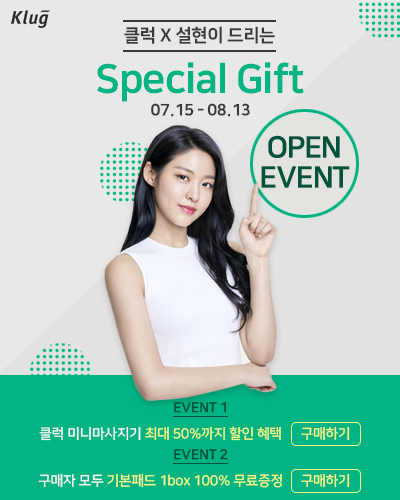 Klug
클럭 X 설현이 드리는
Special Gift
07.15 - 08.13
OPEN
EVENT
EVENT 1
클럭 미니마사지기 최대 50%까지 할인 혜택 구매하기
EVENT 2
구매자 모두 기본패드 1box 100% 무료증정 구매하기